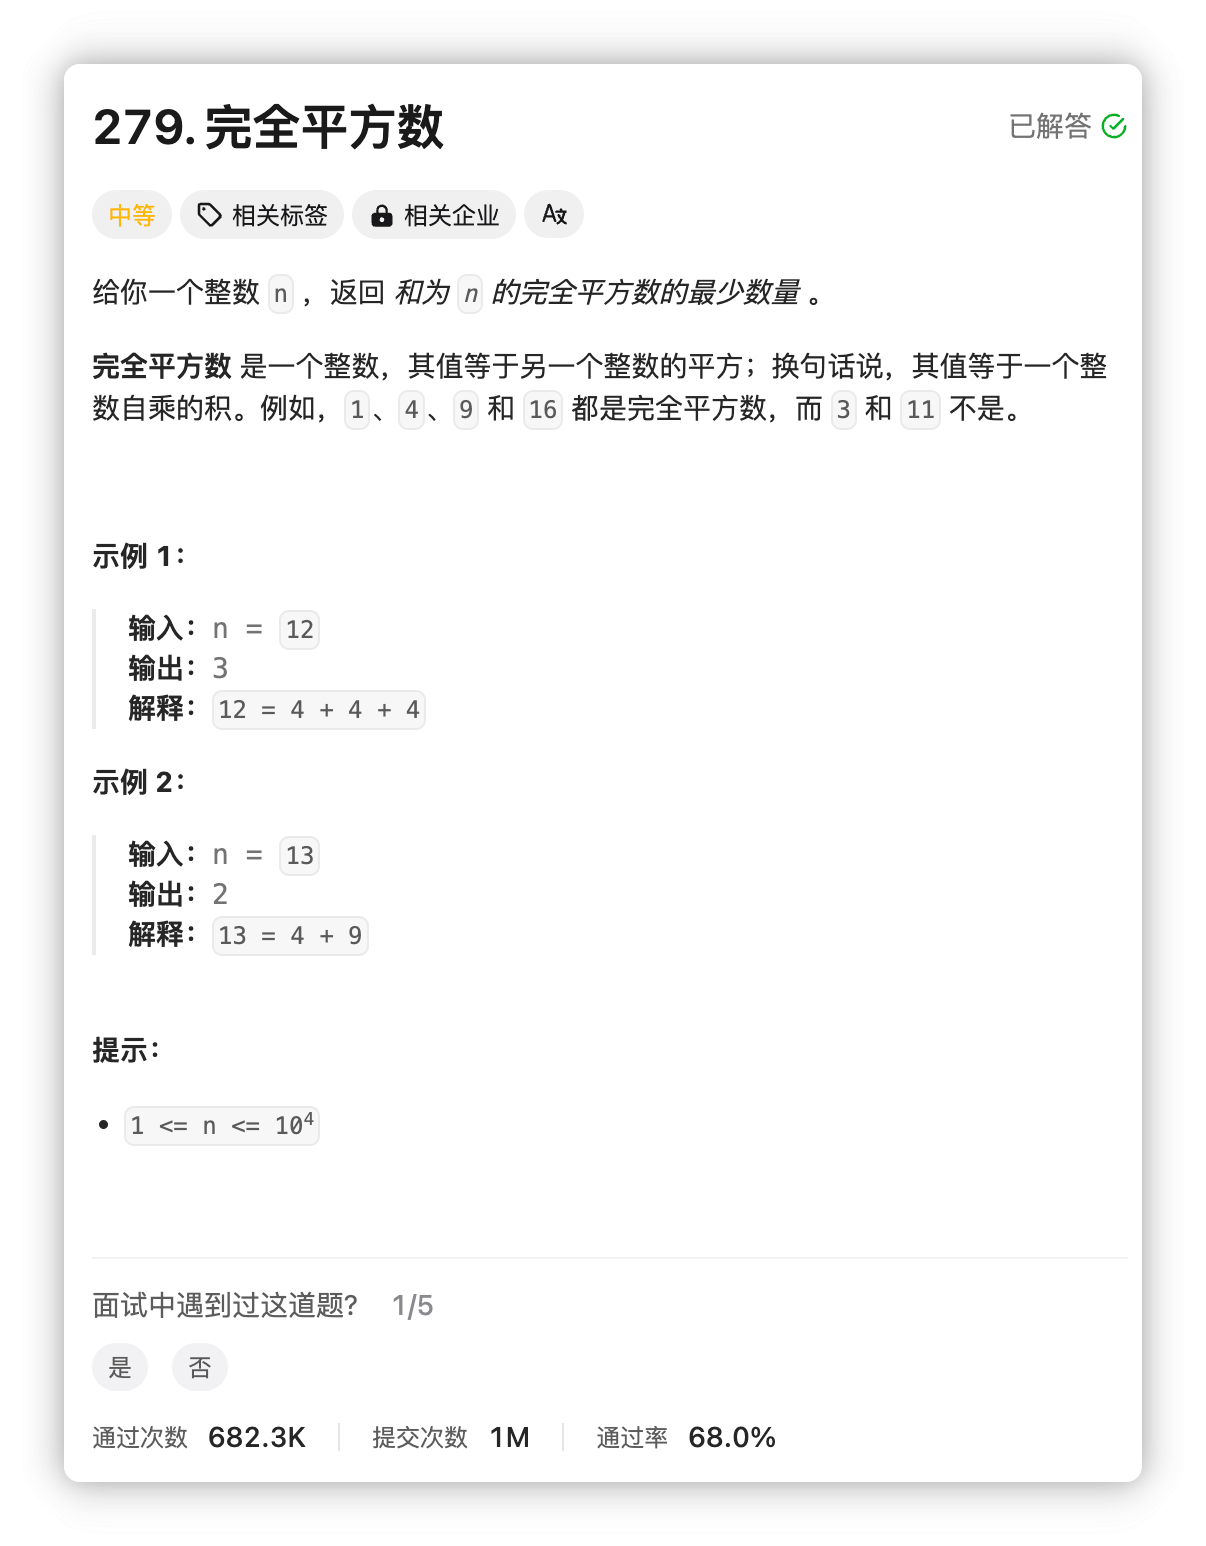 279. 完全平方数
已解答
中等
相关标签
相关企业
给你一个整数 n ，返回 和为 n 的完全平方数的最少数量 。
完全平方数 是一个整数，其值等于另一个整数的平方；换句话说，其值等于一个整
数自乘的积。例如，1、4、9 和 16 都是完全平方数，而 3 和 11 不是。
示例 1：
输入：n = 12
输出：3
解释：12 = 4 + 4 + 4
示例 2：
输入：n = 13
输出：2
解释：13 = 4 + 9
提示：
• 1 <= n <= 10⁴
面试中遇到过这道题? 1/5
是 否
通过次数 682.3K 提交次数 1M 通过率 68.0%